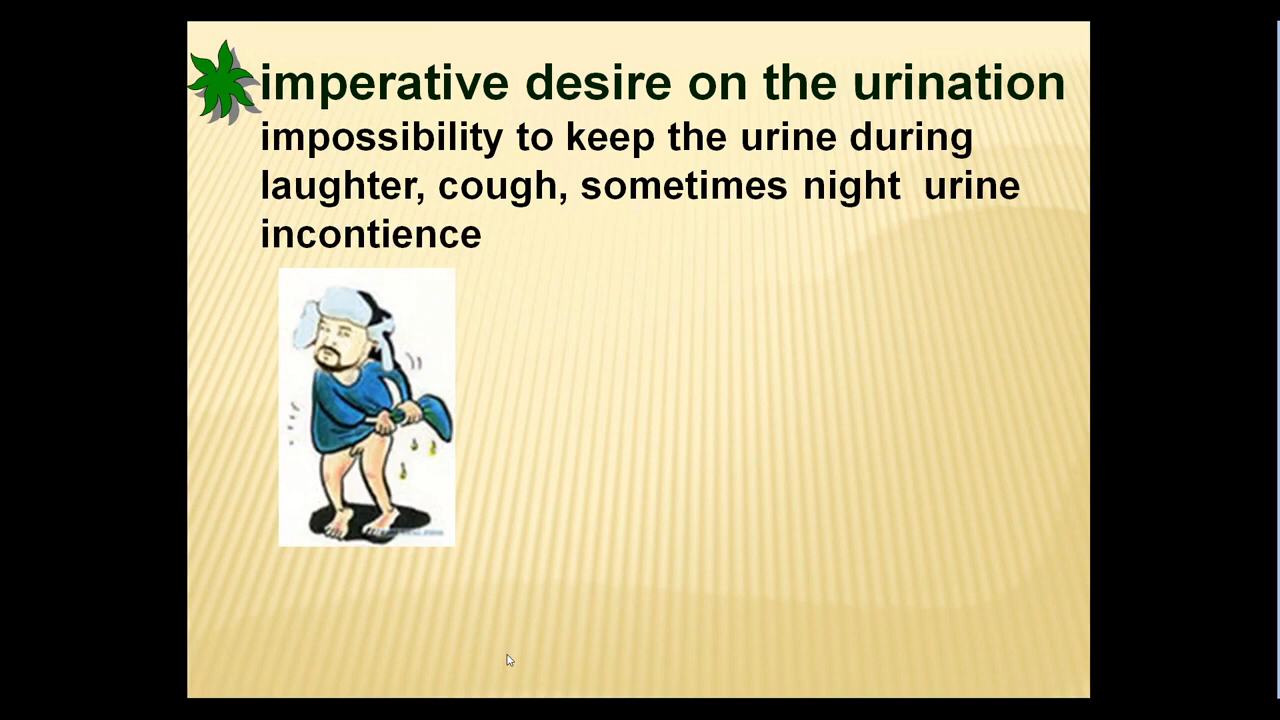 imperative desire on the urination
impossibility to keep the urine during
laughter, cough, sometimes night  urine
incontience